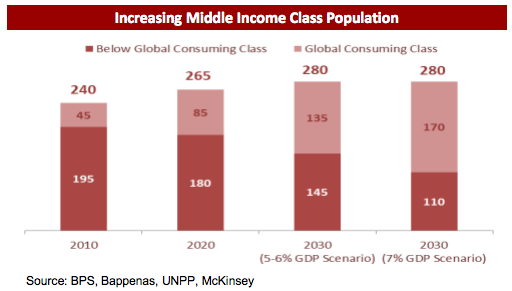 Increasing Middle Income Class Population
Below Global Consuming Class Global Consuming Class
240 265 280 280
45 85 135 170
195 180 145 110
2010 2020 2030 2030
(5-6% GDP Scenario) (7% GDP Scenario)
Source: BPS, Bappenas, UNPP, McKinsey